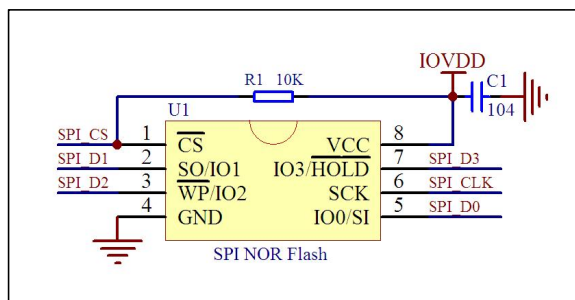 IOVDD
R1 10K
C1
104
U1
SPI_CS 1 CS VCC 8
SPI_D1 2 SO/IO1 IO3/HOLD 7 SPI_D3
SPI_D2 3 WP/IO2 SCK 6 SPI_CLK
4 GND IO0/SI 5 SPI_D0
SPI NOR Flash